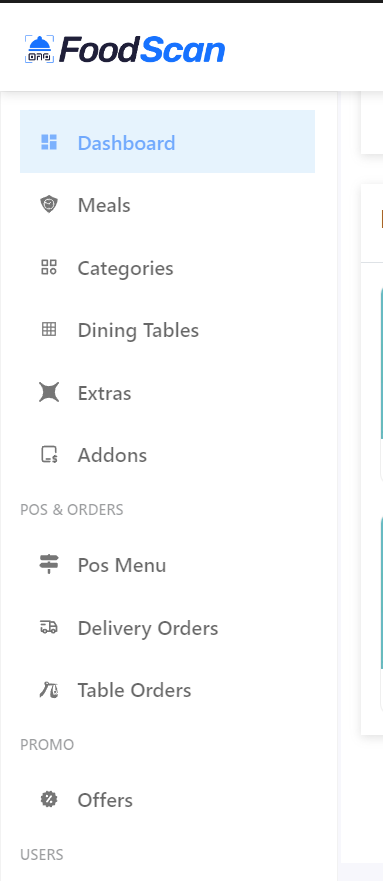 FoodScan
Dashboard
Meals
Categories
Dining Tables
Extras
Addons
POS & ORDERS
Pos Menu
Delivery Orders
Table Orders
PROMO
Offers
USERS